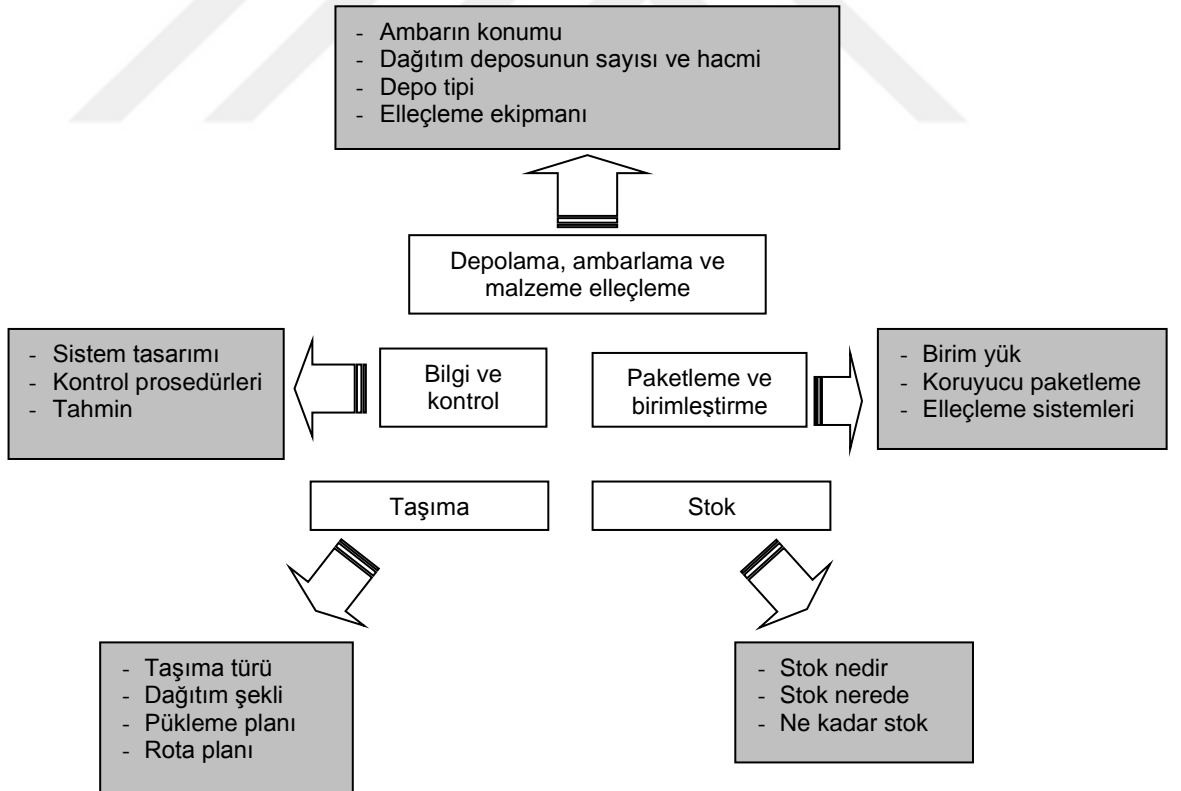 - Ambarın konumu
- Dağıtım deposunun sayısı ve hacmi
- Depo tipi
- Elleçleme ekipmanı
Depolama, ambarlama ve
malzeme elleçleme
- Sistem tasarımı
- Kontrol prosedürleri
- Tahmin
Bilgi ve
kontrol
Paketleme ve
birimleştirme
- Birim yük
- Koruyucu paketleme
- Elleçleme sistemleri
Taşıma
Stok
- Taşıma türü
- Dağıtım şekli
- Pükleme planı
- Rota planı
- Stok nedir
- Stok nerede
- Ne kadar stok